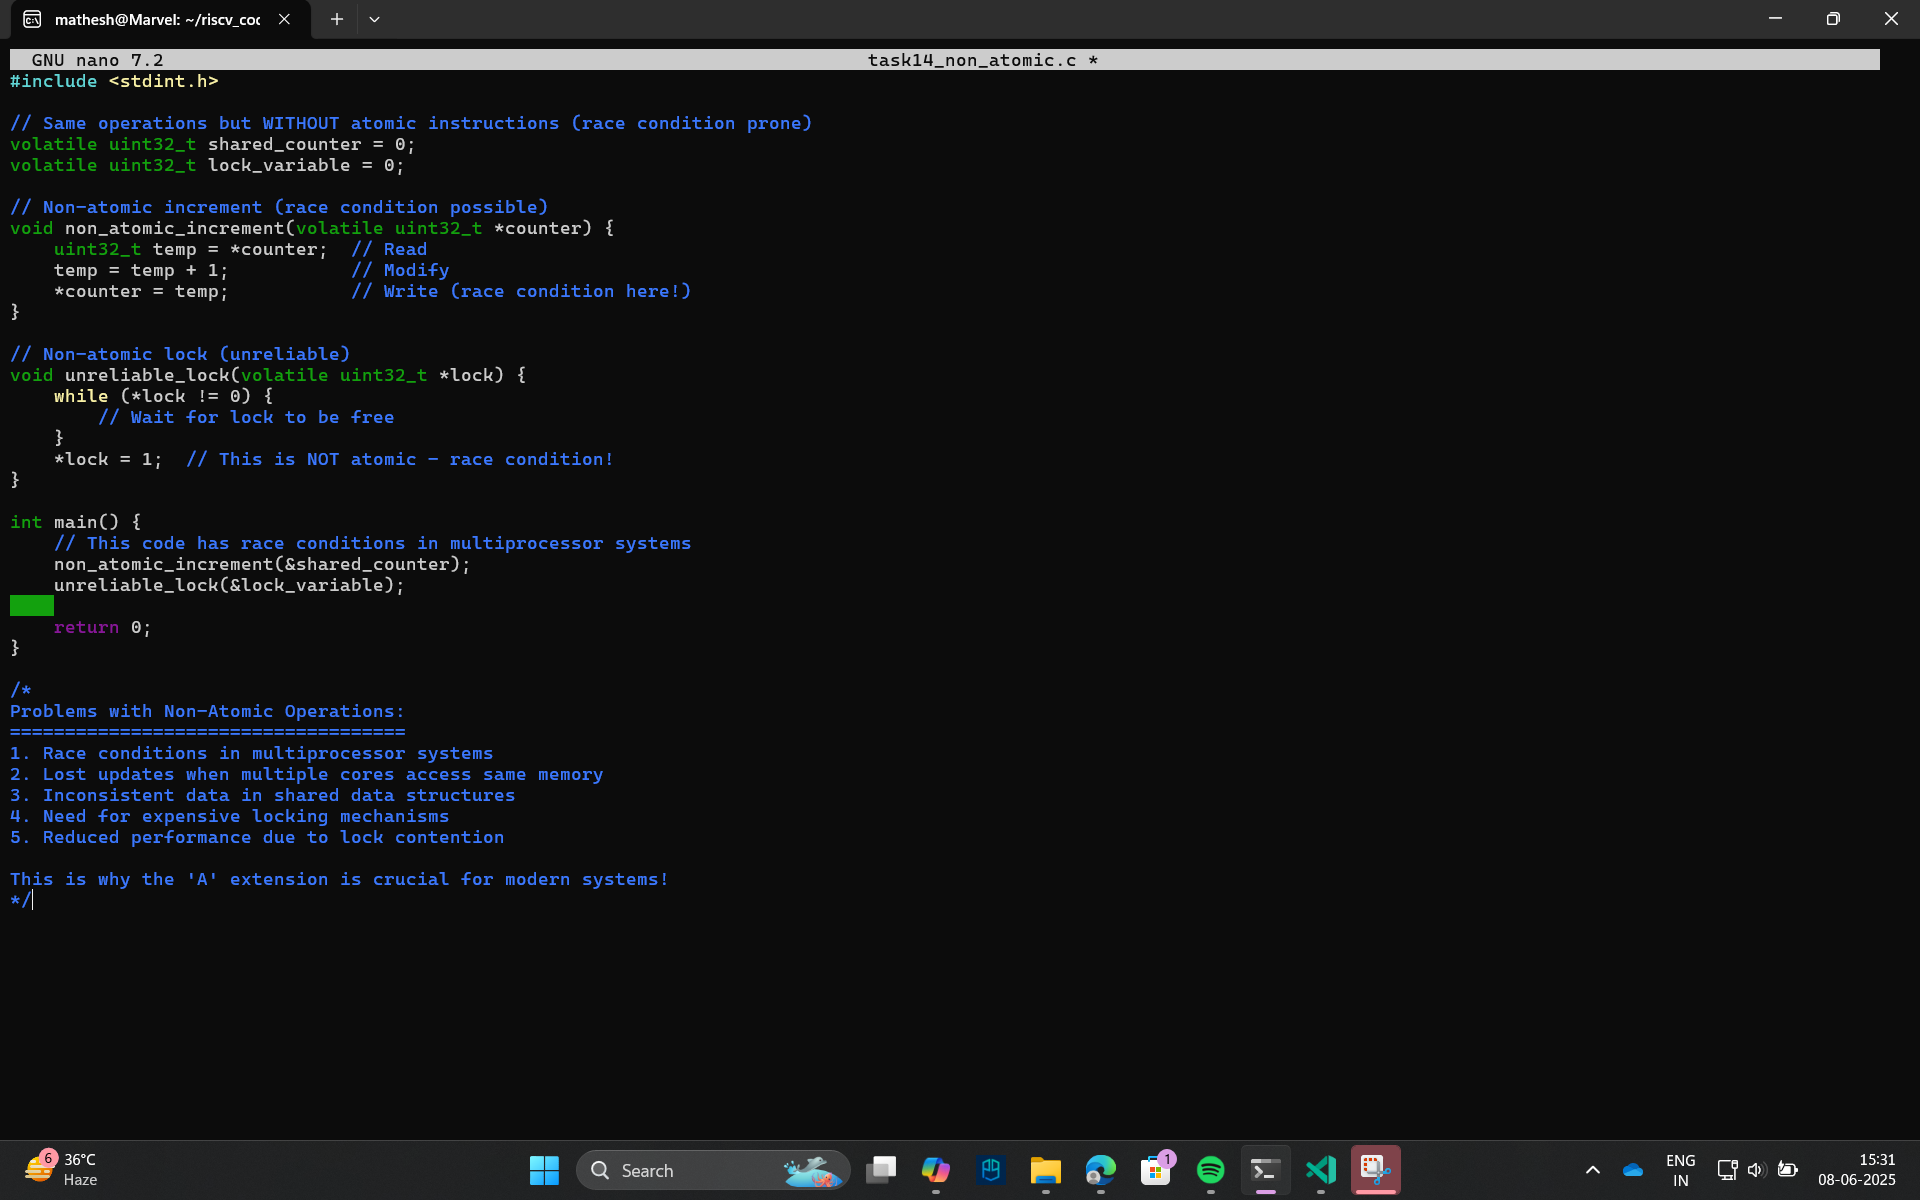 mathesh@Marvel: ~/riscv_coc
GNU nano 7.2 task14_non_atomic.c *
#include <stdint.h>
// Same operations but WITHOUT atomic instructions (race condition prone)
volatile uint32_t shared_counter = 0;
volatile uint32_t lock_variable = 0;
// Non-atomic increment (race condition possible)
void non_atomic_increment(volatile uint32_t *counter) {
    uint32_t temp = *counter;  // Read
    temp = temp + 1;           // Modify
    *counter = temp;           // Write (race condition here!)
}
// Non-atomic lock (unreliable)
void unreliable_lock(volatile uint32_t *lock) {
    while (*lock != 0) {
        // Wait for lock to be free
    }
    *lock = 1;  // This is NOT atomic - race condition!
}
int main() {
    // This code has race conditions in multiprocessor systems
    non_atomic_increment(&shared_counter);
    unreliable_lock(&lock_variable);
    return 0;
}
/*
Problems with Non-Atomic Operations:
====================================
1. Race conditions in multiprocessor systems
2. Lost updates when multiple cores access same memory
3. Inconsistent data in shared data structures
4. Need for expensive locking mechanisms
5. Reduced performance due to lock contention
This is why the 'A' extension is crucial for modern systems!
*/
6
36°C
Haze
Search
1
ENG
IN
15:31
08-06-2025